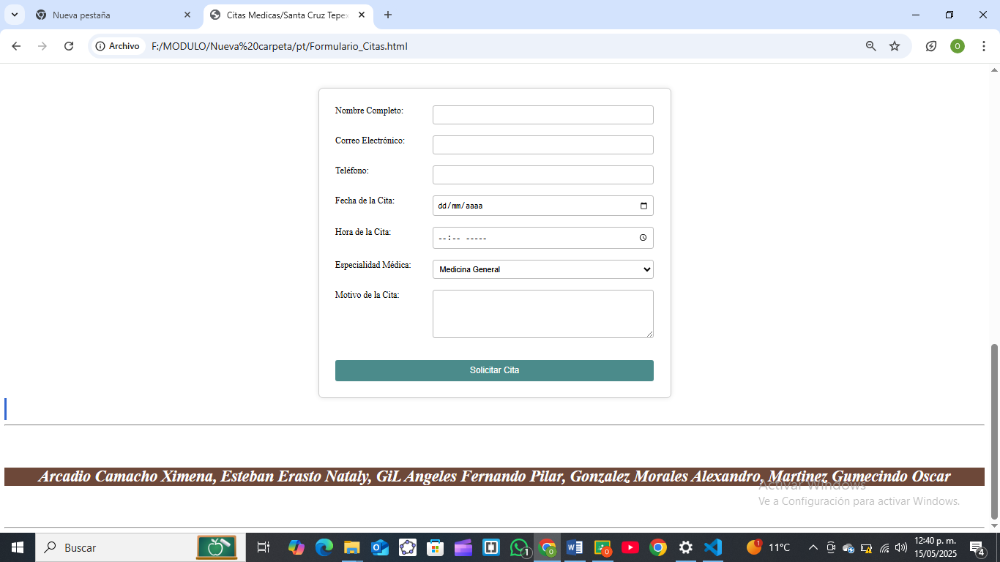 Nueva pestaña
Citas Medicas/Santa Cruz Tepex
Archivo
F:/MODULO/Nueva%20carpeta/pt/Formulario_Citas.html
O
Nombre Completo:
Correo Electrónico:
Teléfono:
Fecha de la Cita:
dd/mm/aaaa
Hora de la Cita:
--:-- -----
Especialidad Médica:
Medicina General
Motivo de la Cita:
Solicitar Cita
Arcadio Camacho Ximena, Esteban Erasto Nataly, GiL Angeles Fernando Pilar, Gonzalez Morales Alexandro, Martinez Gumecindo Oscar
Activar Windows
Ve a Configuración para activar Windows.
Buscar
1
0
0
1
11°C
12:40 p. m.
15/05/2025
4